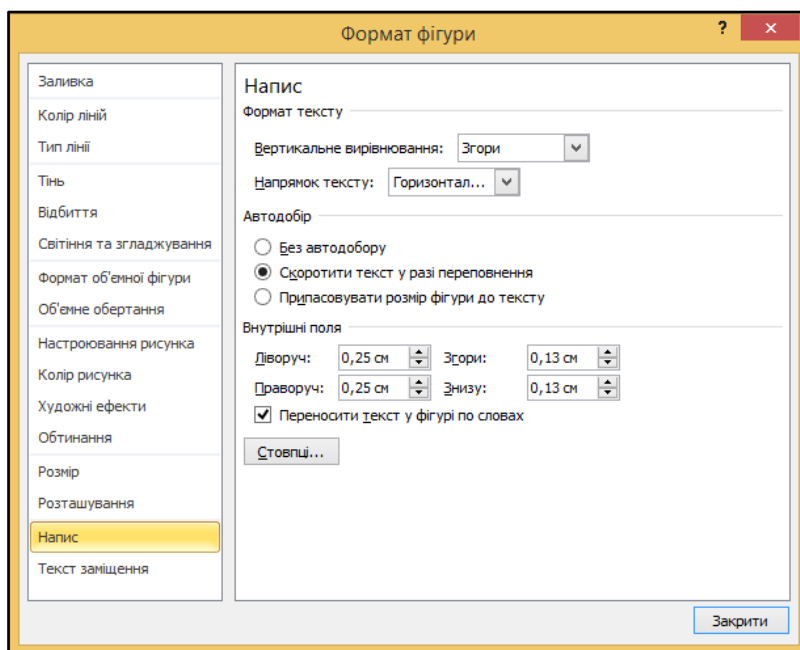 Формат фігури
?
×
Заливка
Колір ліній
Тип лінії
Тінь
Відбиття
Світіння та згладжування
Формат об'ємної фігури
Об'ємне обертання
Настроювання рисунка
Колір рисунка
Художні ефекти
Обтинання
Розмір
Розташування
Напис
Текст заміщення
Напис
Формат тексту
Вертикальне вирівнювання: Згори
Напрямок тексту: Горизонтал...
Автодобір
Без автодобору
Скоротити текст у разі переповнення
Припасовувати розмір фігури до тексту
Внутрішні поля
Ліворуч: 0,25 см Згори: 0,13 см
Праворуч: 0,25 см Знизу: 0,13 см
Переносити текст у фігурі по словах
Стовпці...
Закрити